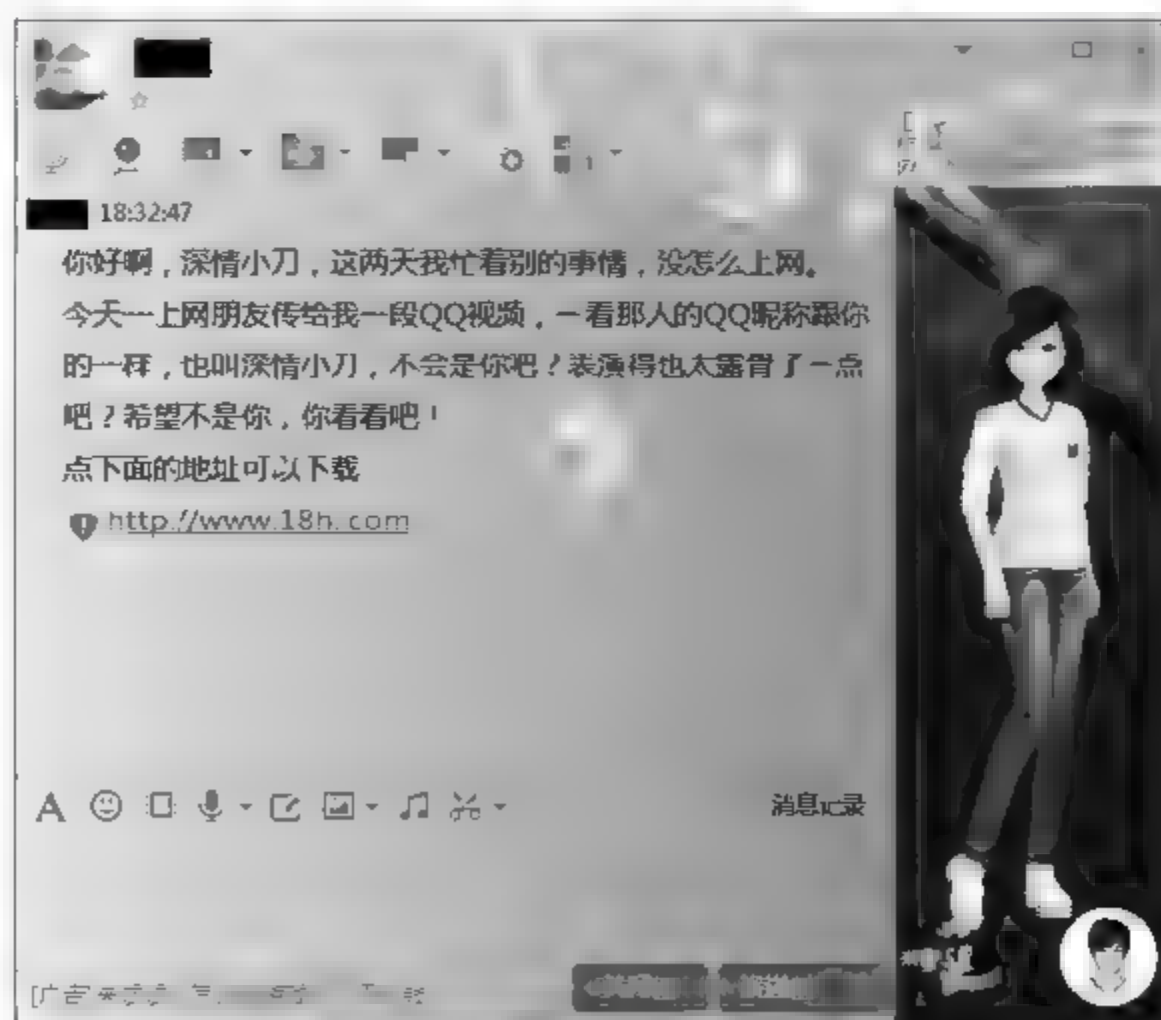 18:32:47
你好啊，深情小刀，这两天我忙着别的事情，没怎么上网。
今天一上网朋友传给我一段QQ视频，一看那人的QQ昵称跟你
的一样，也叫深情小刀，不会是你吧？表演得也太露骨了一点
吧？希望不是你，你看看吧！
点下面的地址可以下载
http://www.18h.com
消息记录